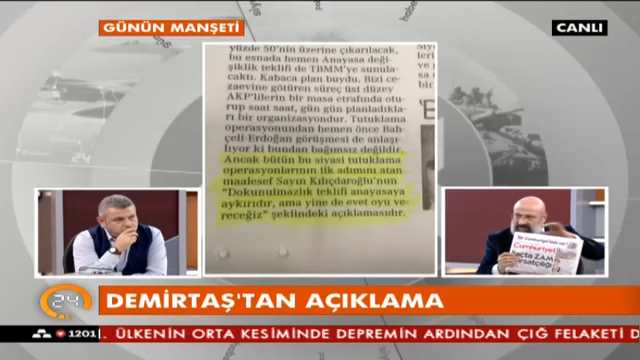 GÜNÜN MANŞETİ
CANLI
yüzde 50'nin üzerine çıkarılacak,
bu esnada hemen Anayasa deği-
şiklik teklifi de TBMM'ye sunula-
caktı. Kabaca plan buydu. Bizi ce-
zaevine götüren süreç üst düzey
AKP'lilerin bir masa etrafında otu-
rup saat saat, gün gün planladıkla-
rı bir organizasyondur. Tutuklama
operasyonundan hemen önce Bah-
çeli-Erdoğan görüşmesi de anlaşı-
lıyor ki bundan bağımsız değildir.
Ancak bütün bu siyasi tutuklama
operasyonlarının ilk adımını atan
maalesef Sayın Kılıçdaroğlu'nun
"Dokunulmazlık teklifi anayasaya
aykırıdır, ama yine de evet oyu ve-
receğiz" şeklindeki açıklamasıdır.
Cumhuriyet
ZAM
24
DEMİRTAŞ'TAN AÇIKLAMA
1201
. ÜLKENİN ORTA KESİMİNDE DEPREMİN ARDINDAN ÇIĞ FELAKETİ D